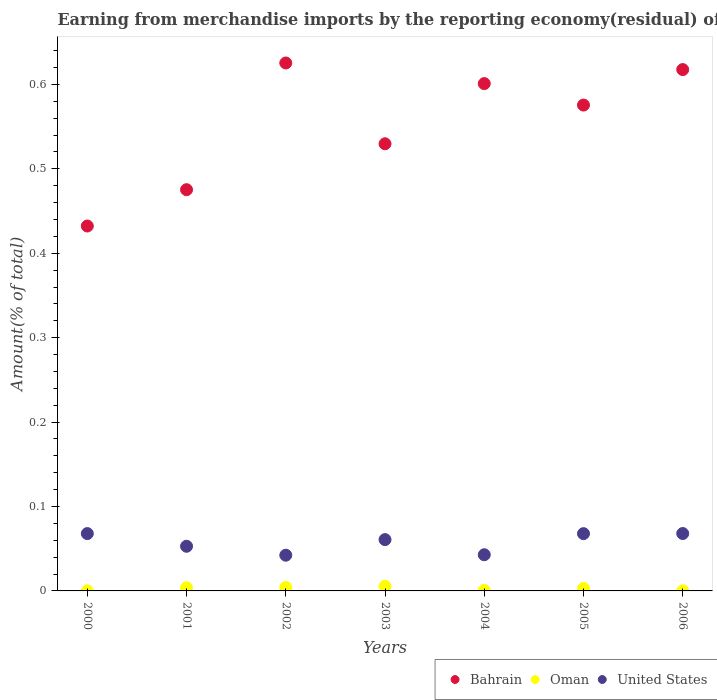 Earning from merchandise imports by the reporting economy(residual) of
Amount(% of total)
0.6
0.5
0.4
0.3
0.2
0.1
0
2000
2001
2002
2003
2004
2005
2006
Years
Bahrain
Oman
United States